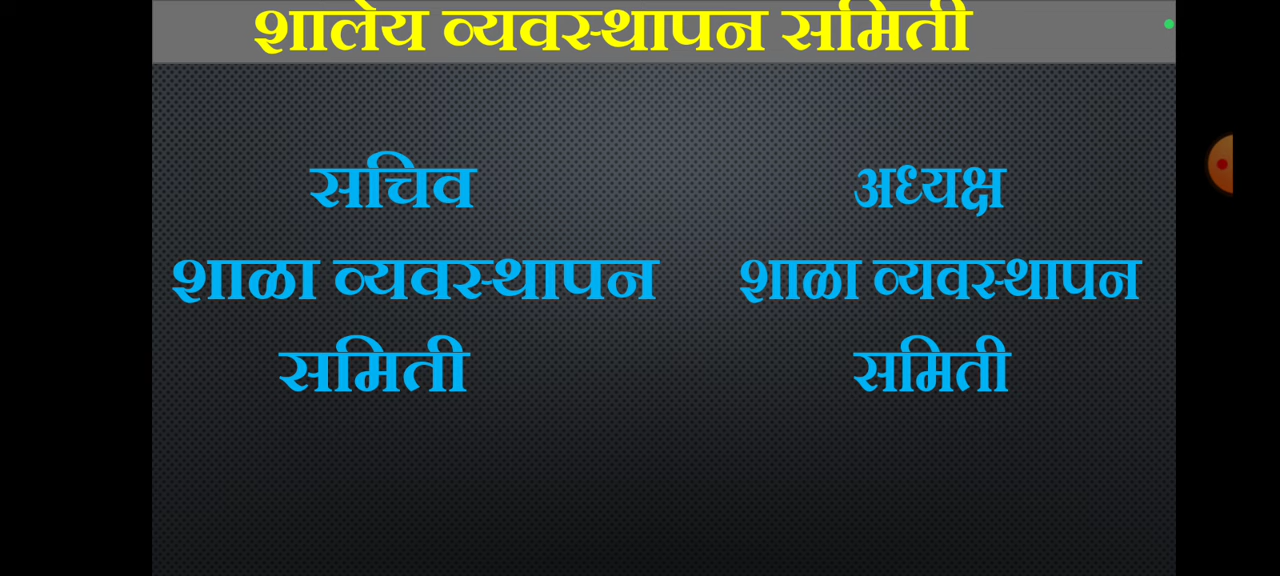 शालेय व्यवस्थापन समिती
सचिव
शाळा व्यवस्थापन
समिती
अध्यक्ष
शाळा व्यवस्थापन
समिती